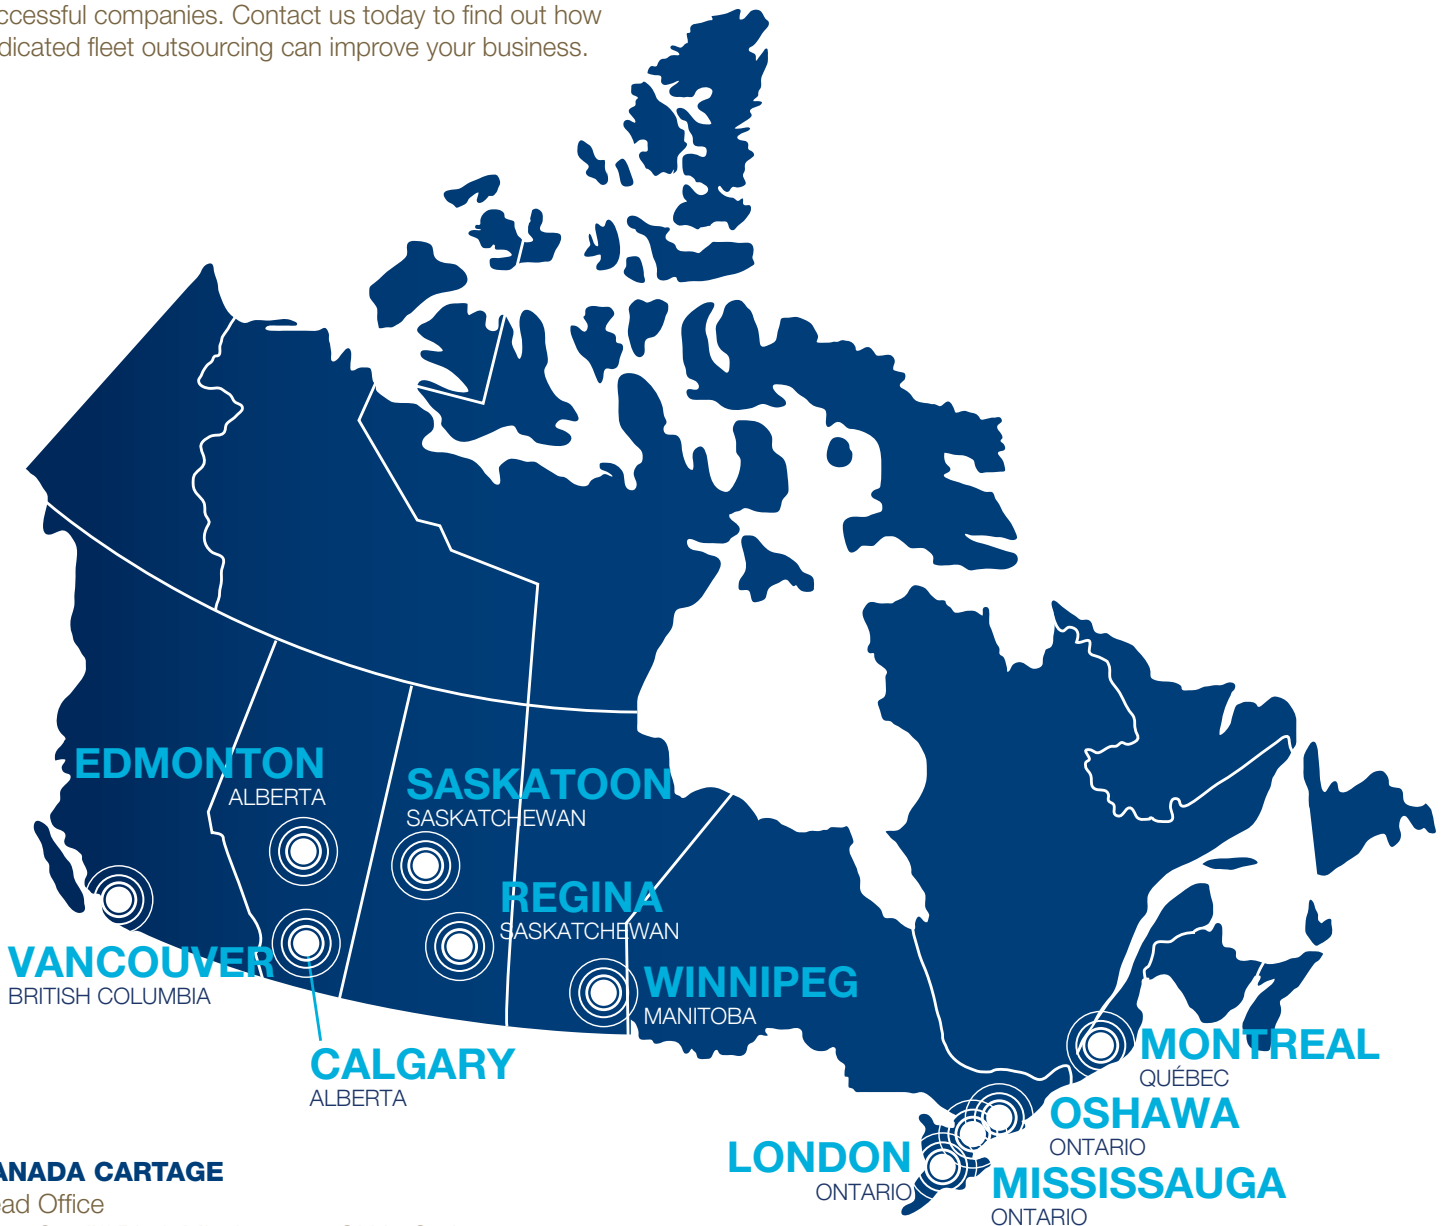 ccessful companies. Contact us today to find out how
dicated fleet outsourcing can improve your business.
EDMONTON
ALBERTA
SASKATOON
SASKATCHEWAN
REGINA
SASKATCHEWAN
VANCOUVER
BRITISH COLUMBIA
WINNIPEG
MANITOBA
CALGARY
ALBERTA
MONTREAL
QUÉBEC
OSHAWA
ONTARIO
LONDON
ONTARIO
MISSISSAUGA
ONTARIO
ANADA CARTAGE
ead Office